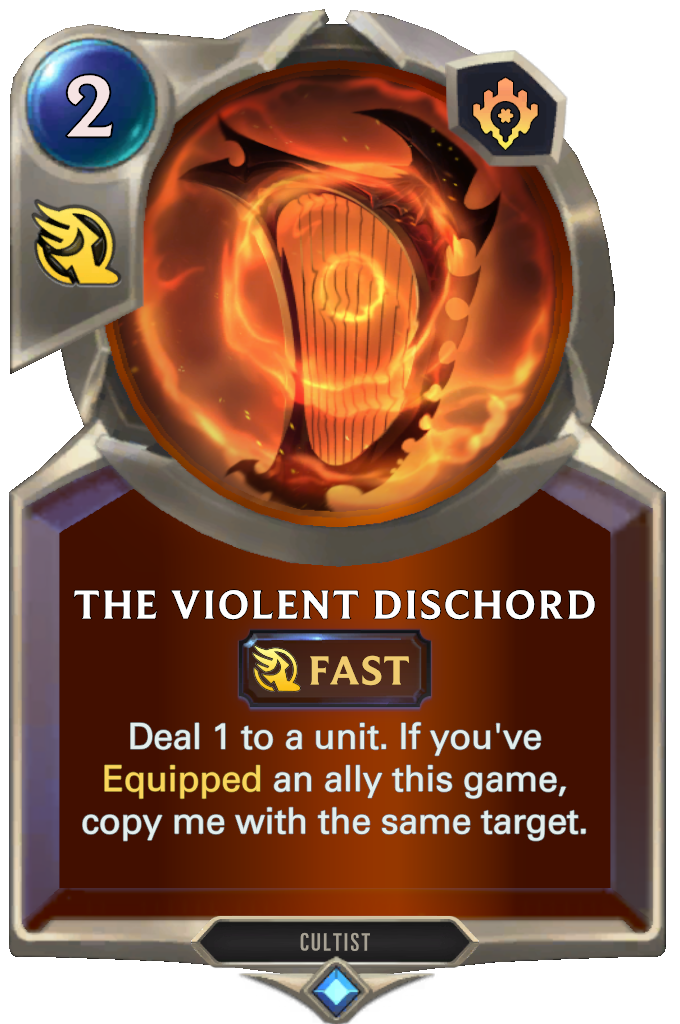 2
THE VIOLENT DISCHORD
FAST
Deal 1 to a unit. If you've
Equipped an ally this game,
copy me with the same target.
CULTIST